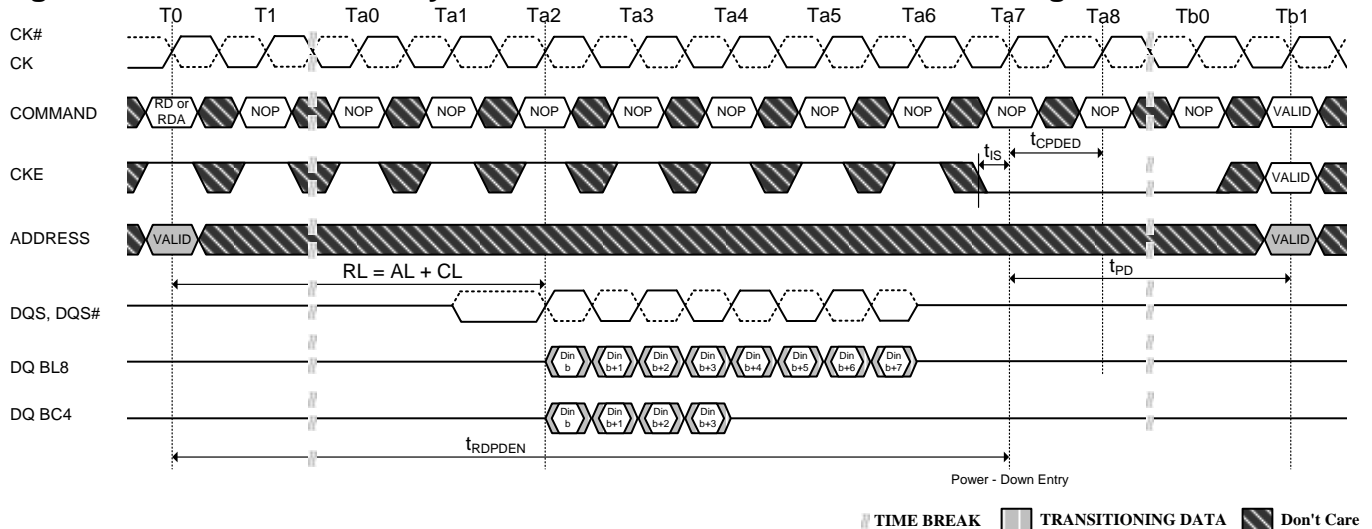 T0 T1 Ta0 Ta1 Ta2 Ta3 Ta4 Ta5 Ta6 Ta7 Ta8 Tb0 Tb1
CK#
CK
COMMAND
RD or
RDA
NOP NOP NOP NOP NOP NOP NOP NOP NOP NOP NOP VALID
tIS
tCPDED
CKE
VALID
ADDRESS
VALID
VALID
RL = AL + CL
tPD
DQS, DQS#
DQ BL8
Din
b
Din
b+1
Din
b+2
Din
b+3
Din
b+4
Din
b+5
Din
b+6
Din
b+7
DQ BC4
Din
b
Din
b+1
Din
b+2
Din
b+3
tRDPDEN
Power - Down Entry
TIME BREAK
TRANSITIONING DATA
Don't Care